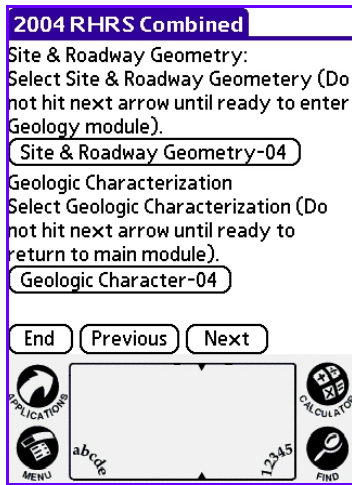 2004 RHRS Combined
Site & Roadway Geometry:
Select Site & Roadway Geometery (Do
not hit next arrow until ready to enter
Geology module).
Site & Roadway Geometry-04
Geologic Characterization
Select Geologic Characterization (Do
not hit next arrow until ready to
return to main module).
Geologic Character-04
End Previous Next
APPLICATIONS
CALCULATOR
MENU
abcde
12345
FIND